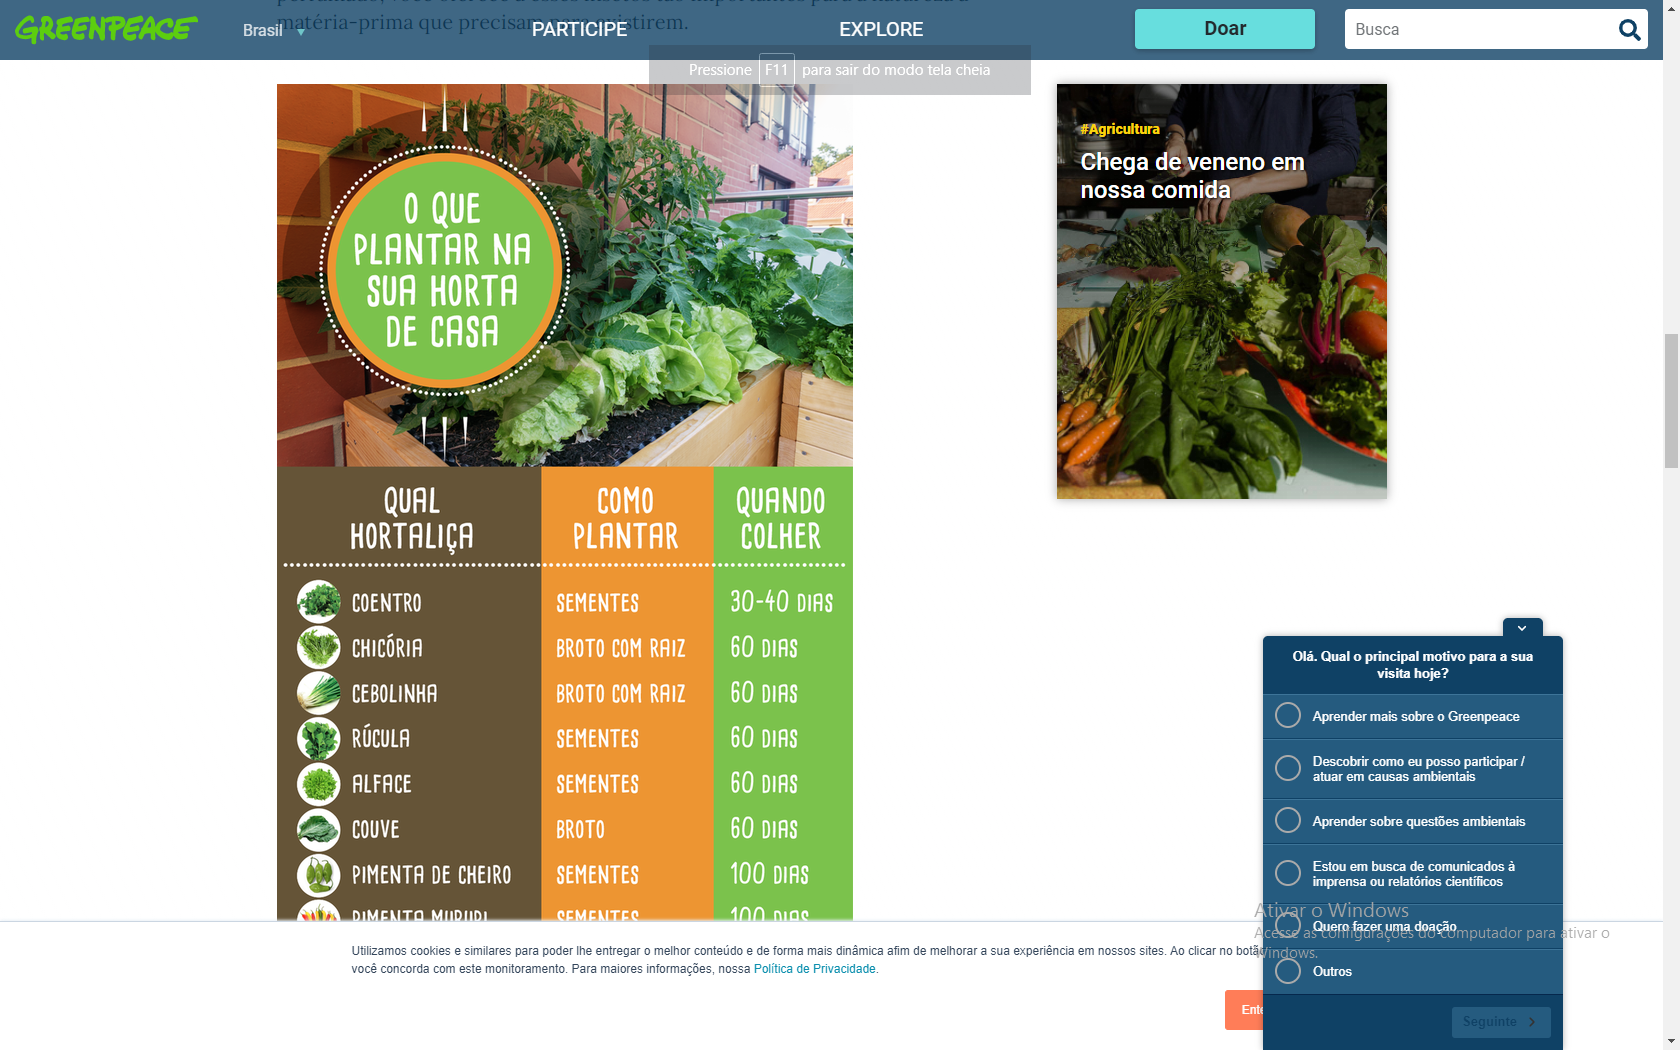 matéria-prima que precisam para existirem.
GREENPEACE
Brasil
PARTICIPE
EXPLORE
Doar
Busca
Pressione F11 para sair do modo tela cheia
O QUE
PLANTAR NA
SUA HORTA
DE CASA
#Agricultura
Chega de veneno em
nossa comida
QUAL
HORTALIÇA
COMO
PLANTAR
QUANDO
COLHER
COENTRO SEMENTES 30-40 DIAS
CHICÓRIA BROTO COM RAIZ 60 DIAS
CEBOLINHA BROTO COM RAIZ 60 DIAS
RÚCULA SEMENTES 60 DIAS
ALFACE SEMENTES 60 DIAS
COUVE BROTO 60 DIAS
PIMENTA DE CHEIRO SEMENTES 100 DIAS
PIMENTA MURUPI SEMENTES 100 DIAS
Olá. Qual o principal motivo para a sua
visita hoje?
Aprender mais sobre o Greenpeace
Descobrir como eu posso participar /
atuar em causas ambientais
Aprender sobre questões ambientais
Estou em busca de comunicados à
imprensa ou relatórios científicos
Quero fazer uma doação
Outros
Seguinte
Ativar o Windows
Acesse as configurações do computador para ativar o
Windows.
Utilizamos cookies e similares para poder lhe entregar o melhor conteúdo e de forma mais dinâmica afim de melhorar a sua experiência em nossos sites. Ao clicar no botão
você concorda com este monitoramento. Para maiores informações, nossa Política de Privacidade.